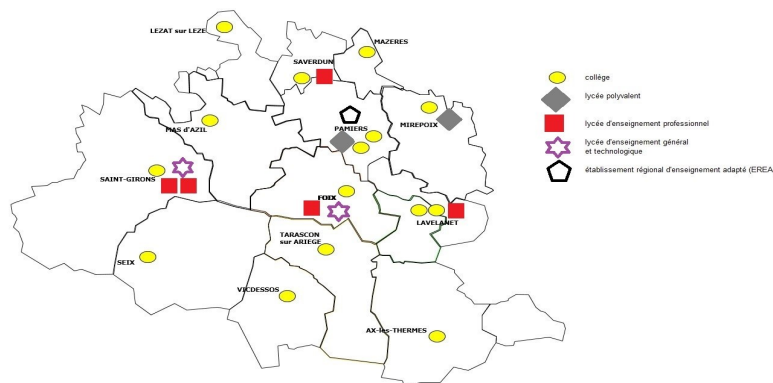 LEZAT sur LEZE
MAZERES
SAVERDUN
MAS d'AZIL
PAMIERS
MIREPOIX
SAINT-GIRONS
FOIX
LAVELANET
TARASCON
sur ARIEGE
SEIX
VICDESSOS
AX-les-THERMES
collège
lycée polyvalent
lycée d'enseignement professionnel
lycée d'enseignement général
et technologique
établissement régional d'enseignement adapté (EREA